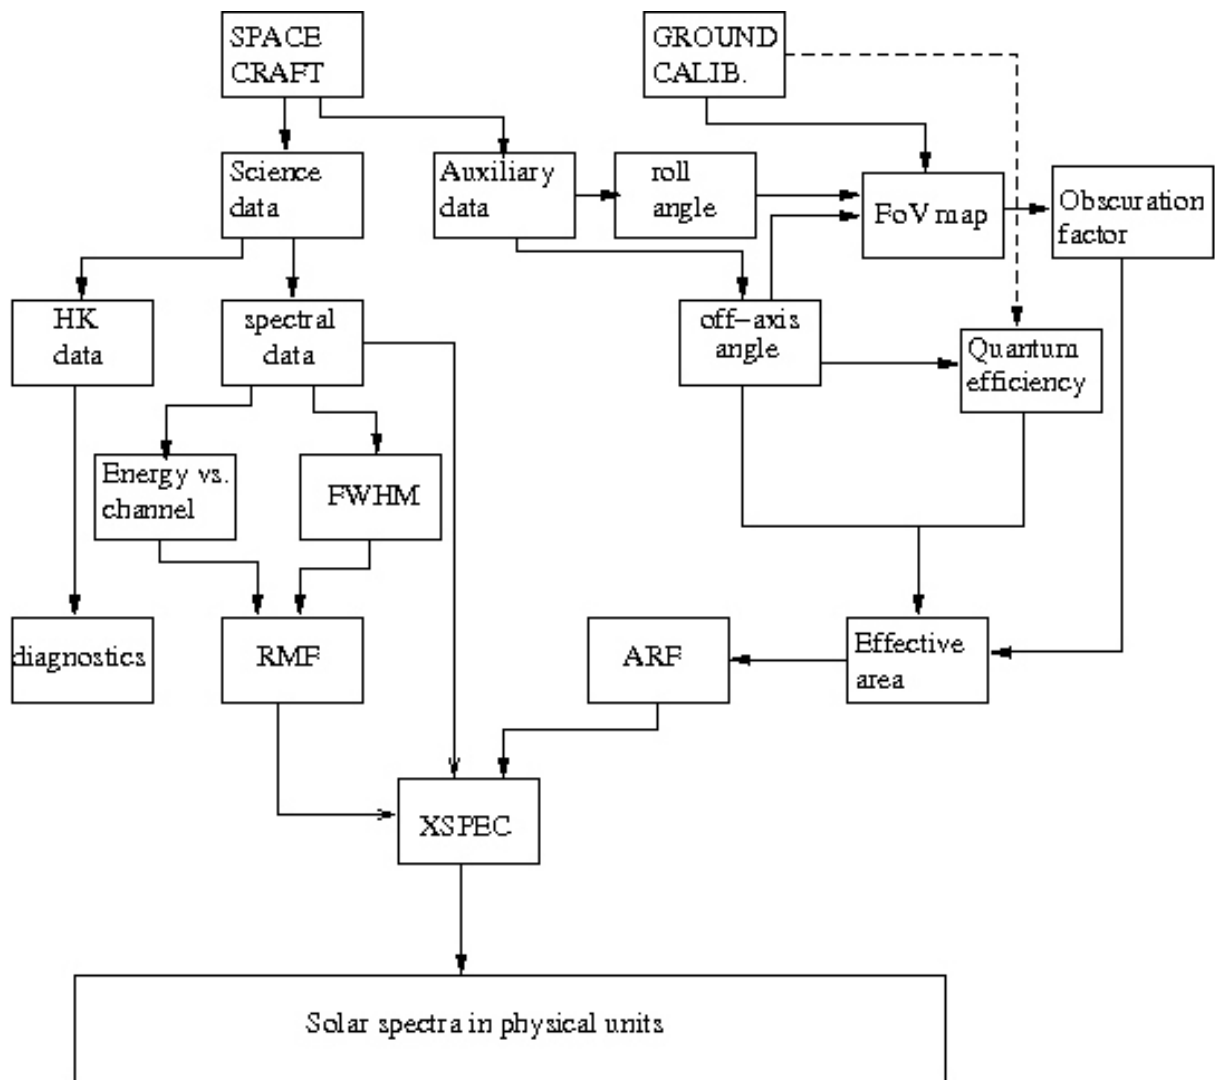 SPACE
CRAFT
GROUND
CALIB.
Science
data
Auxiliary
data
roll
angle
FoV map
Obscuration
factor
HK
data
spectral
data
off-axis
angle
Quantum
efficiency
Energy vs.
channel
FWHM
diagnostics
RMF
ARF
Effective
area
XSPEC
Solar spectra in physical units